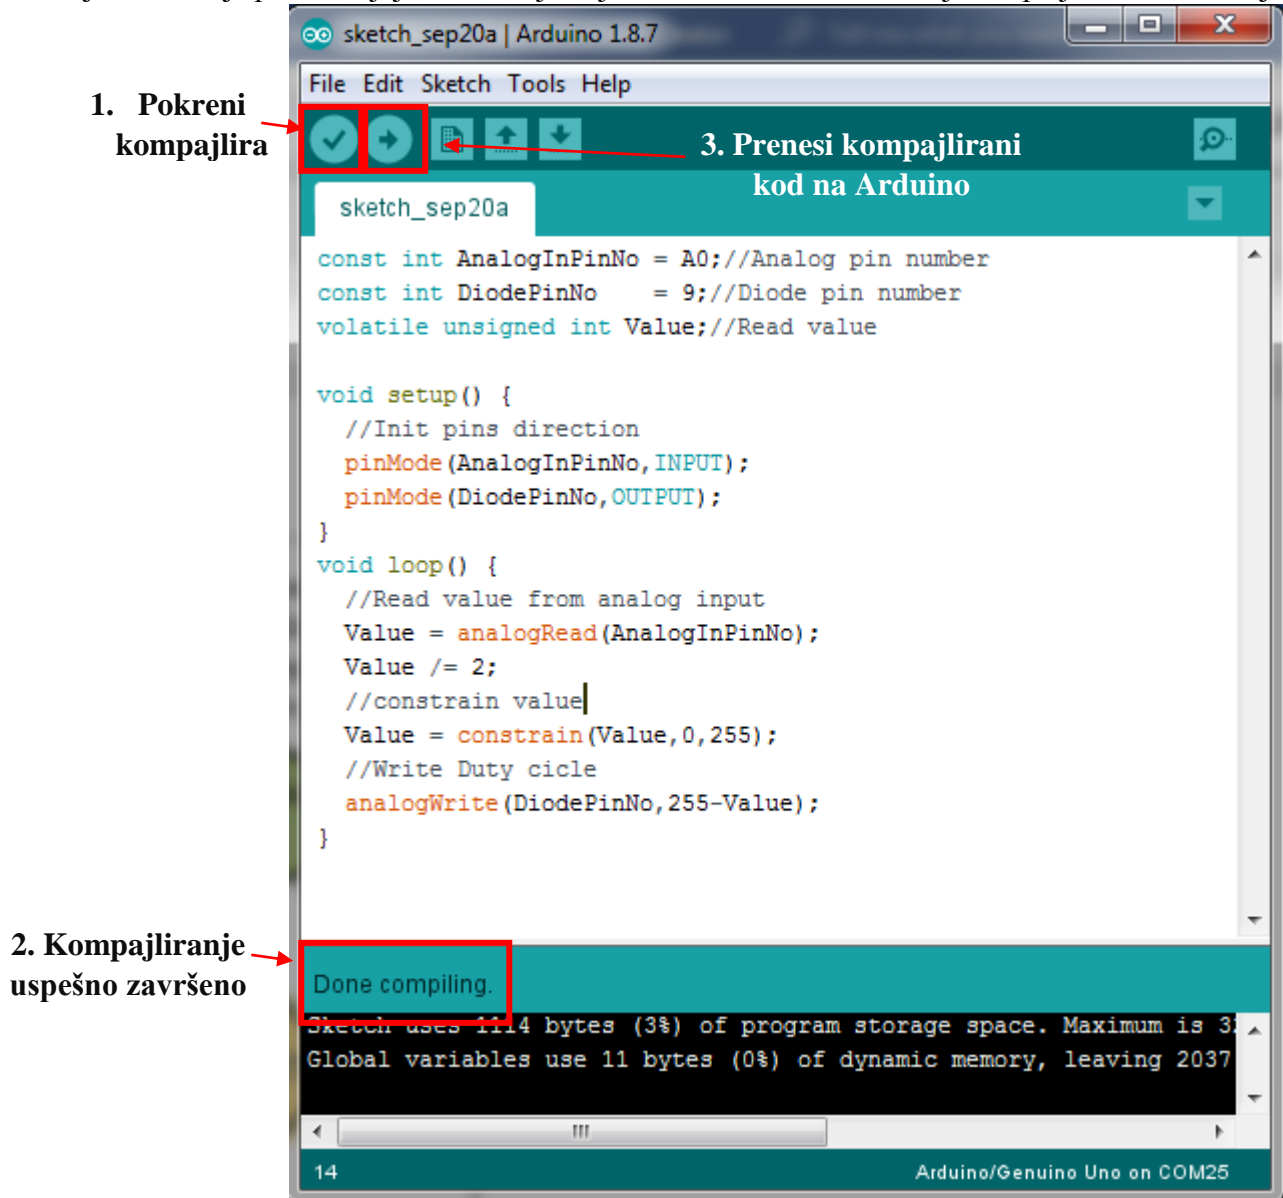 sketch_sep20a | Arduino 1.8.7
File Edit Sketch Tools Help
1. Pokreni
kompajlira
3. Prenesi kompajlirani
kod na Arduino
sketch_sep20a
const int AnalogInPinNo = A0;//Analog pin number
const int DiodePinNo    = 9;//Diode pin number
volatile unsigned int Value;//Read value
void setup() {
//Init pins direction
pinMode(AnalogInPinNo,INPUT);
pinMode(DiodePinNo,OUTPUT);
}
void loop() {
//Read value from analog input
Value = analogRead(AnalogInPinNo);
Value /= 2;
//constrain value
Value = constrain(Value,0,255);
//Write Duty cicle
analogWrite(DiodePinNo,255-Value);
}
2. Kompajliranje
uspešno završeno
Done compiling.
Sketch uses 1114 bytes (3%) of program storage space. Maximum is
Global variables use 11 bytes (0%) of dynamic memory, leaving 2037
14
Arduino/Genuino Uno on COM25